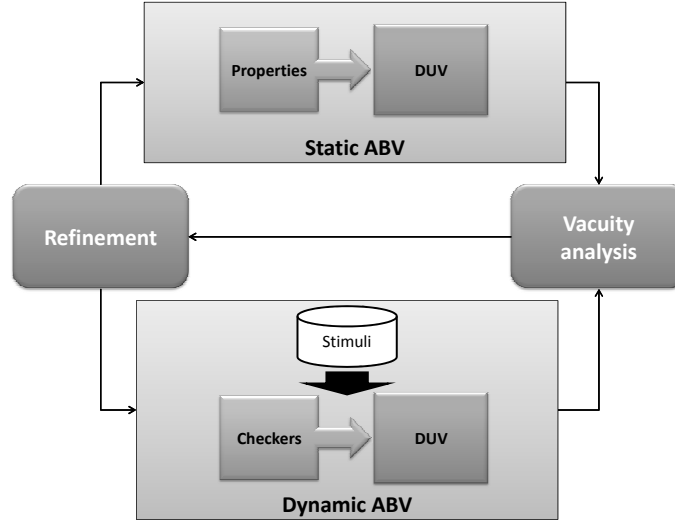 Properties
DUV
Static ABV
Refinement
Vacuity
analysis
Stimuli
Checkers
DUV
Dynamic ABV